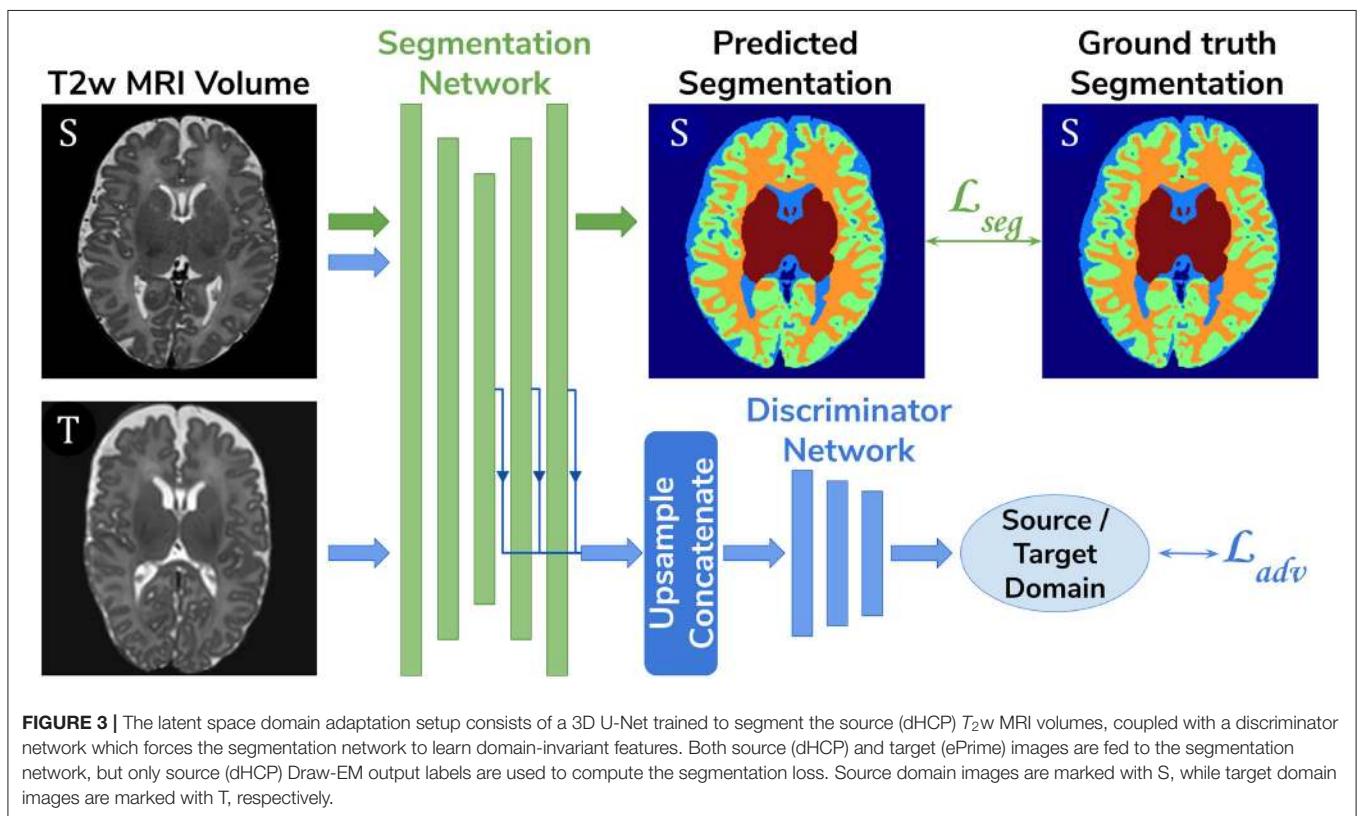 T2w MRI Volume
Segmentation
Network
Predicted
Segmentation
Ground truth
Segmentation
S
S
S
L seg
T
Upsample
Concatenate
Discriminator
Network
Source /
Target
Domain
L adv
FIGURE 3 | The latent space domain adaptation setup consists of a 3D U-Net trained to segment the source (dHCP) T2w MRI volumes, coupled with a discriminator
network which forces the segmentation network to learn domain-invariant features. Both source (dHCP) and target (ePrime) images are fed to the segmentation
network, but only source (dHCP) Draw-EM output labels are used to compute the segmentation loss. Source domain images are marked with S, while target domain
images are marked with T, respectively.